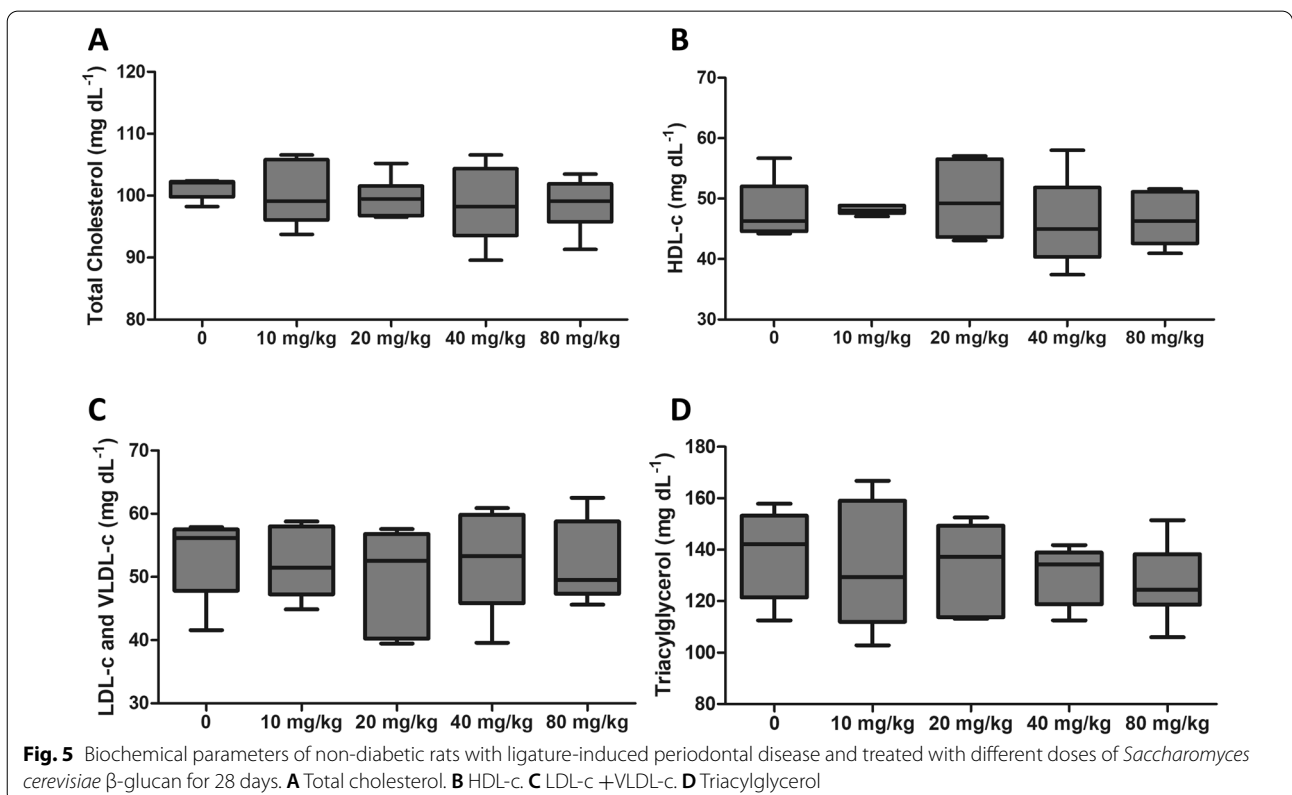 A
Total Cholesterol (mg dL⁻¹)
120
110
100
90
80
0 10 mg/kg 20 mg/kg 40 mg/kg 80 mg/kg
B
HDL-c (mg dL⁻¹)
70
60
50
40
30
0 10 mg/kg 20 mg/kg 40 mg/kg 80 mg/kg
C
LDL-c and VLDL-c (mg dL⁻¹)
70
60
50
40
30
0 10 mg/kg 20 mg/kg 40 mg/kg 80 mg/kg
D
Triacylglycerol (mg dL⁻¹)
180
160
140
120
100
80
0 10 mg/kg 20 mg/kg 40 mg/kg 80 mg/kg
Fig. 5 Biochemical parameters of non-diabetic rats with ligature-induced periodontal disease and treated with different doses of Saccharomyces
cerevisiae β-glucan for 28 days. A Total cholesterol. B HDL-c. C LDL-c +VLDL-c. D Triacylglycerol